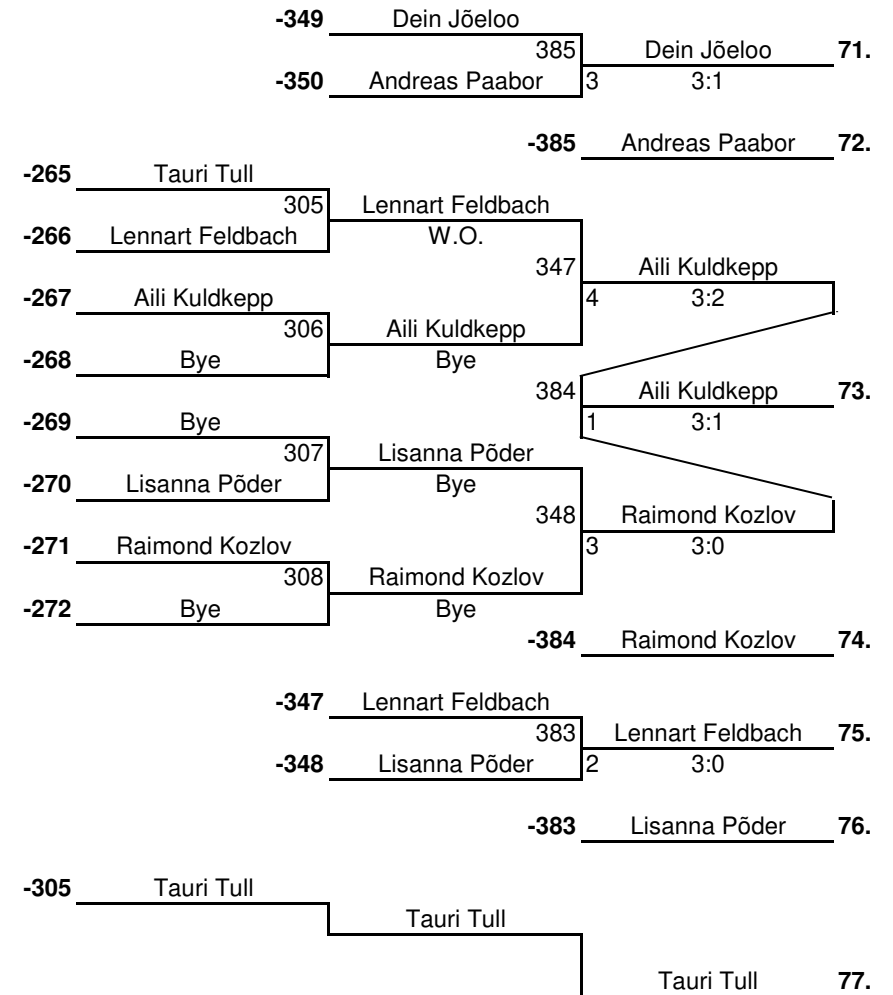 -349 Dein Jõeloo
385 Dein Jõeloo 71.
-350 Andreas Paabor 3 3:1
-385 Andreas Paabor 72.
-265 Tauri Tull
305 Lennart Feldbach
-266 Lennart Feldbach W.O.
347 Aili Kuldkepp
-267 Aili Kuldkepp 4 3:2
306 Aili Kuldkepp
-268 Bye Bye
384 Aili Kuldkepp 73.
-269 Bye 1 3:1
307 Lisanna Põder
-270 Lisanna Põder Bye
348 Raimond Kozlov
-271 Raimond Kozlov 3 3:0
308 Raimond Kozlov
-272 Bye Bye
-384 Raimond Kozlov 74.
-347 Lennart Feldbach
383 Lennart Feldbach 75.
-348 Lisanna Põder 2 3:0
-383 Lisanna Põder 76.
-305 Tauri Tull
Tauri Tull
Tauri Tull 77.